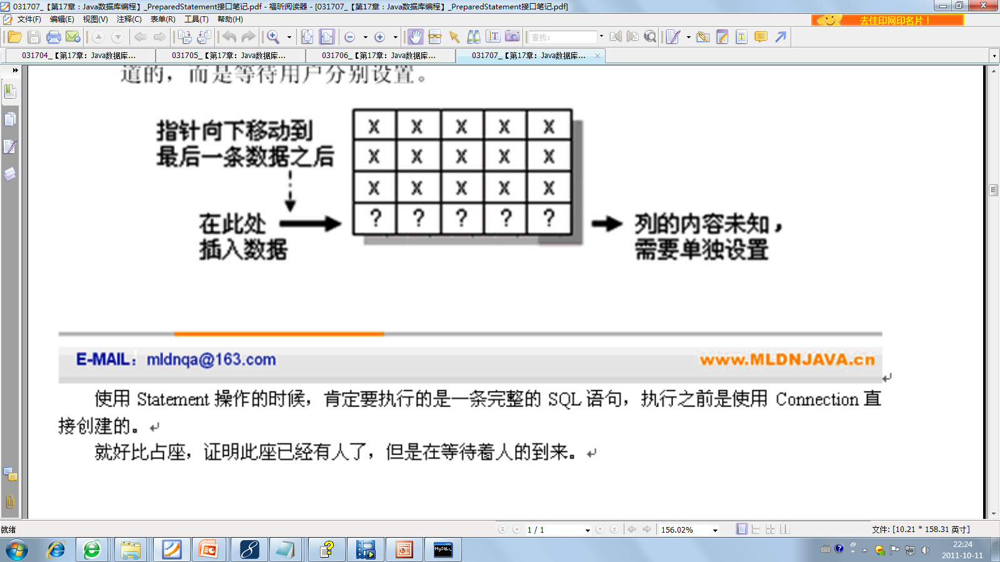 031707_【第17章：Java数据库编程】_PreparedStatement接口笔记.pdf - 福昕阅读器 - [031707_【第17章：Java数据库编程】_PreparedStatement接口笔记.pdf]
文件(F) 编辑(E) 视图(V) 注释(C) 表单(R) 工具(T) 帮助(H)
去佳印网印名片！
查找:
031704_【第17章：Java数据库...
031705_【第17章：Java数据库...
031706_【第17章：Java数据库...
031707_【第17章：Java数据库...
道的，而是等待用户分别设置。
指针向下移动到
最后一条数据之后
在此处
插入数据
X X X X X
X X X X X
X X X X X
? ? ? ? ?
列的内容未知，
需要单独设置
E-MAIL：mldnqa@163.com
www.MLDNJAVA.cn
使用 Statement 操作的时候，肯定要执行的是一条完整的 SQL 语句，执行之前是使用 Connection 直
接创建的。
就好比占座，证明此座已经有人了，但是在等待着人的到来。
就绪
1 / 1
156.02%
文件: [10.21 * 158.31 英寸]
MySQL
22:24
2011-10-11